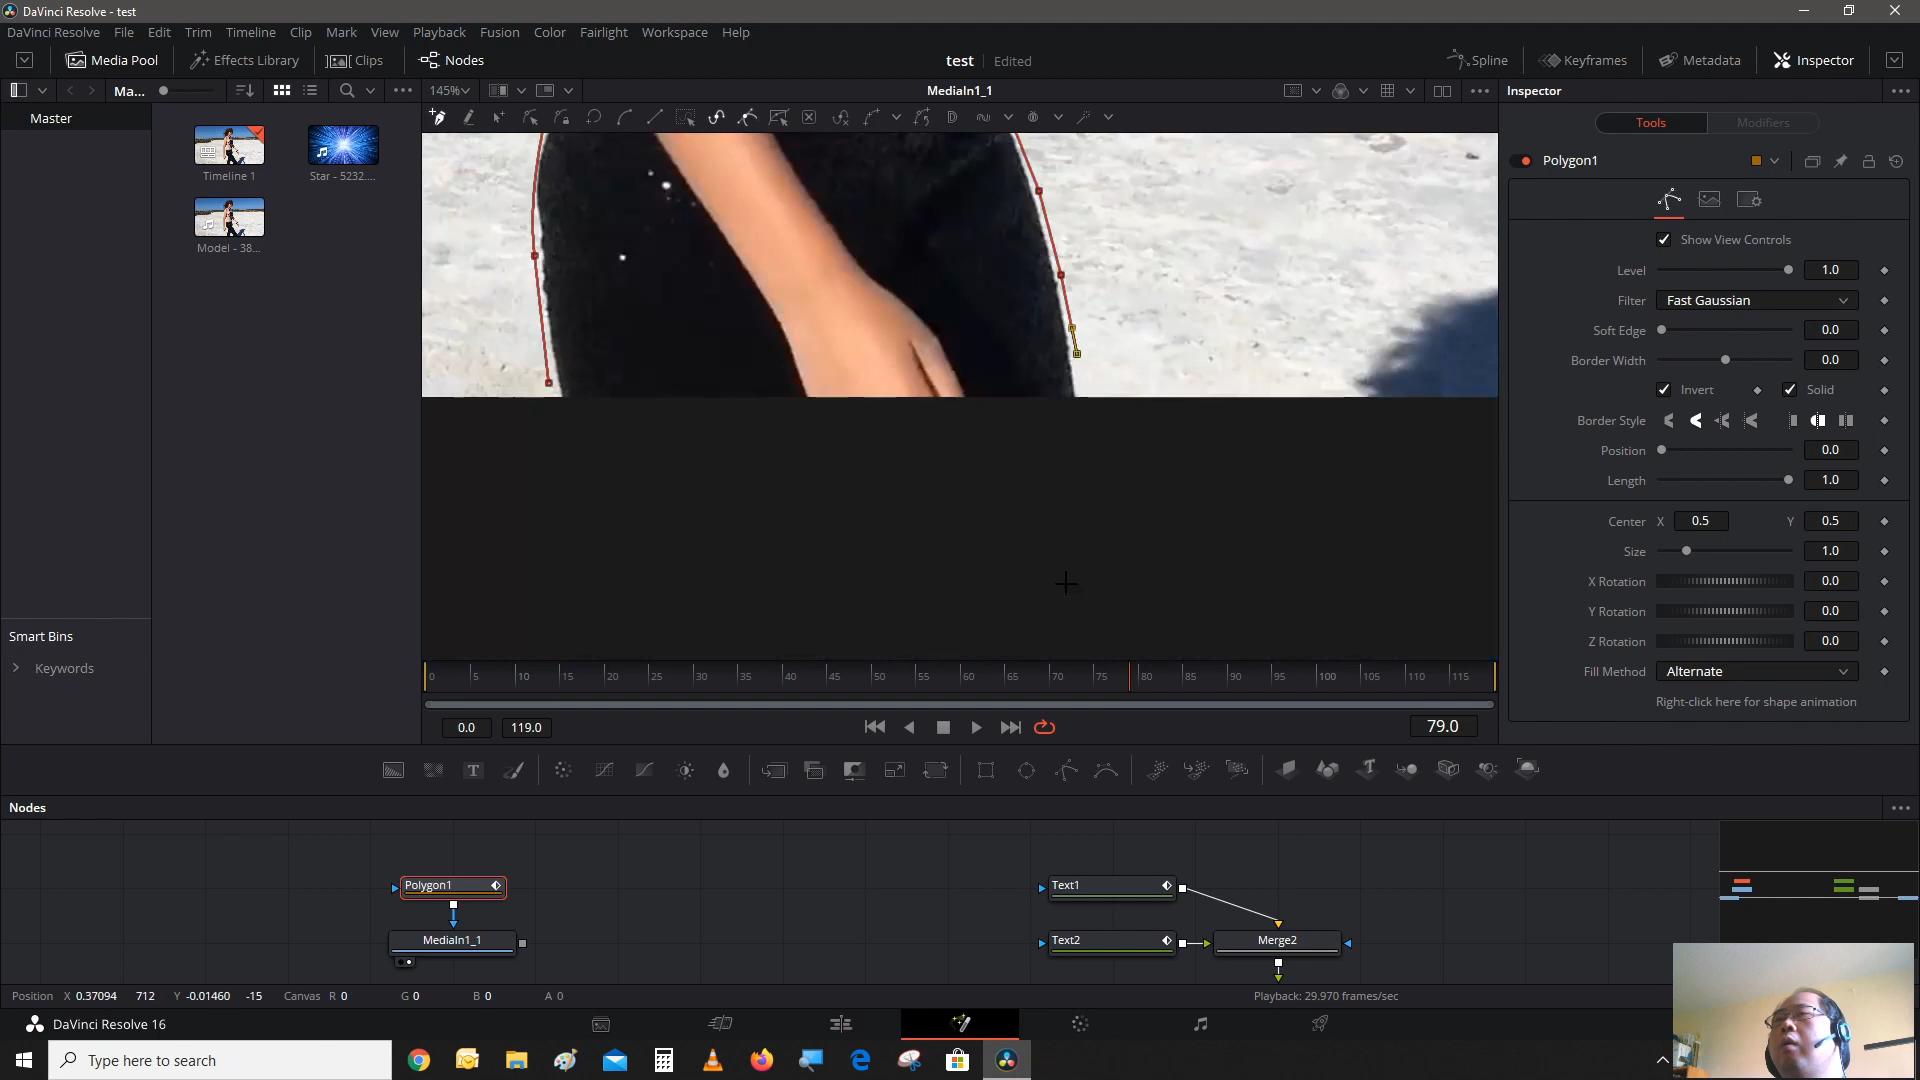 DaVinci Resolve - test
DaVinci Resolve File Edit Trim Timeline Clip Mark View Playback Fusion Color Fairlight Workspace Help
Media Pool Effects Library Clips Nodes test Edited Spline Keyframes Metadata Inspector
Ma... 145% MediaIn1_1 Inspector
Master
Tools Modifiers
Timeline 1 Star - 5232....
Model - 38...
Polygon1
Show View Controls
Level 1.0
Filter Fast Gaussian
Soft Edge 0.0
Border Width 0.0
Invert Solid
Border Style
Position 0.0
Length 1.0
Center X 0.5 Y 0.5
Size 1.0
X Rotation 0.0
Y Rotation 0.0
Z Rotation 0.0
Fill Method Alternate
Right-click here for shape animation
Smart Bins
Keywords
0 5 10 15 20 25 30 35 40 45 50 55 60 65 70 75 80 85 90 95 100 105 110 115
0.0 119.0 79.0
Nodes
Polygon1 Text1
MediaIn1_1 Text2 Merge2
Position X 0.37094 712 Y -0.01460 -15 Canvas R 0 G 0 B 0 A 0 Playback: 29.970 frames/sec
DaVinci Resolve 16
Type here to search